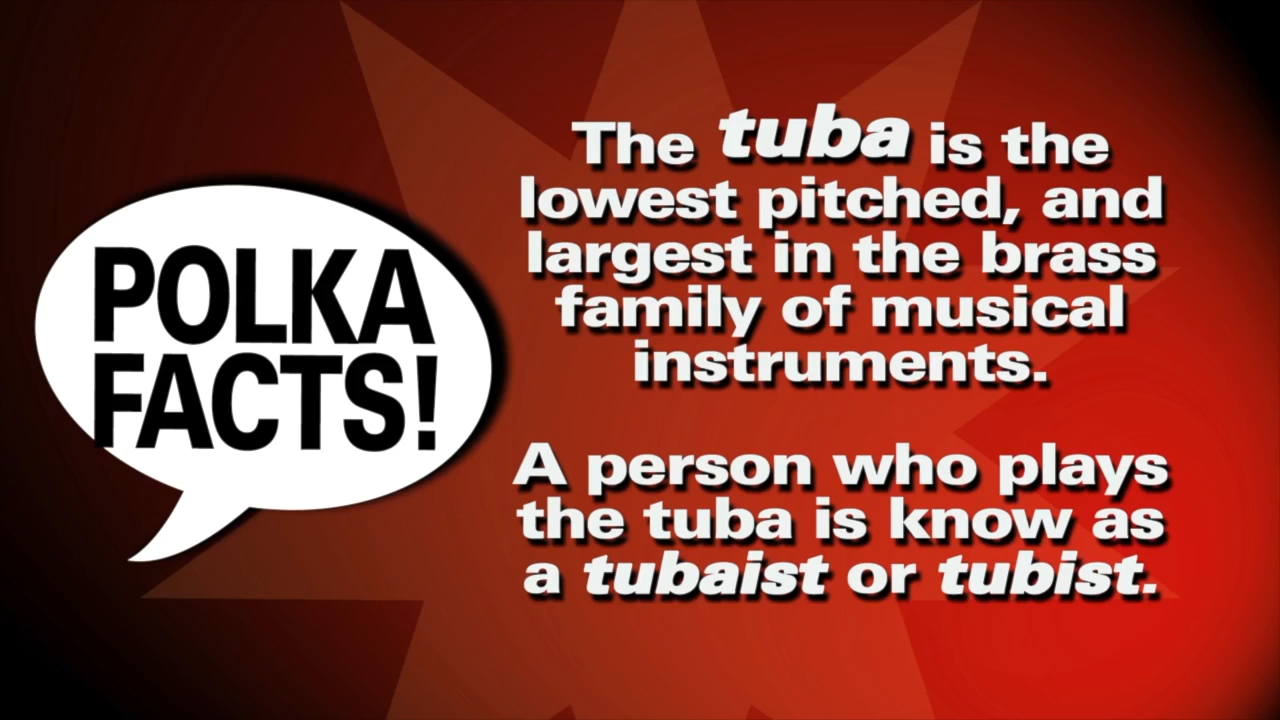 POLKA
FACTS!
The tuba is the
lowest pitched, and
largest in the brass
family of musical
instruments.
A person who plays
the tuba is know as
a tubaist or tubist.